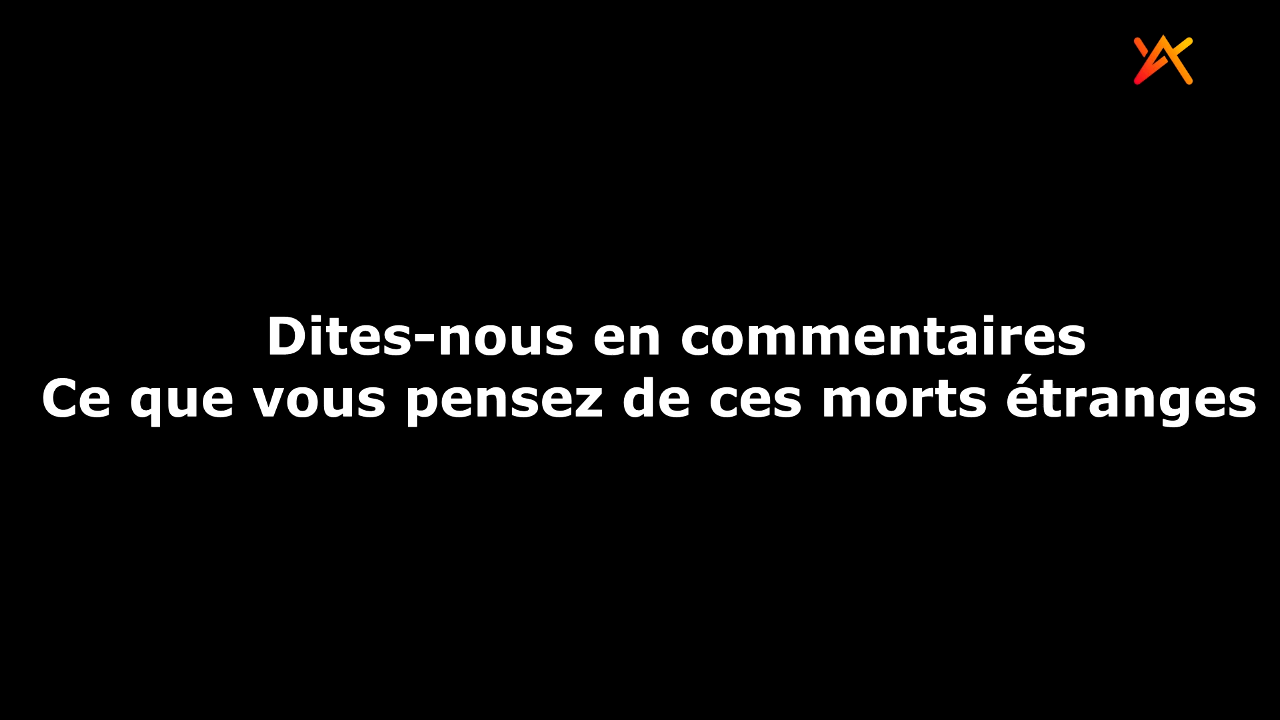 Dites-nous en commentaires
Ce que vous pensez de ces morts étranges